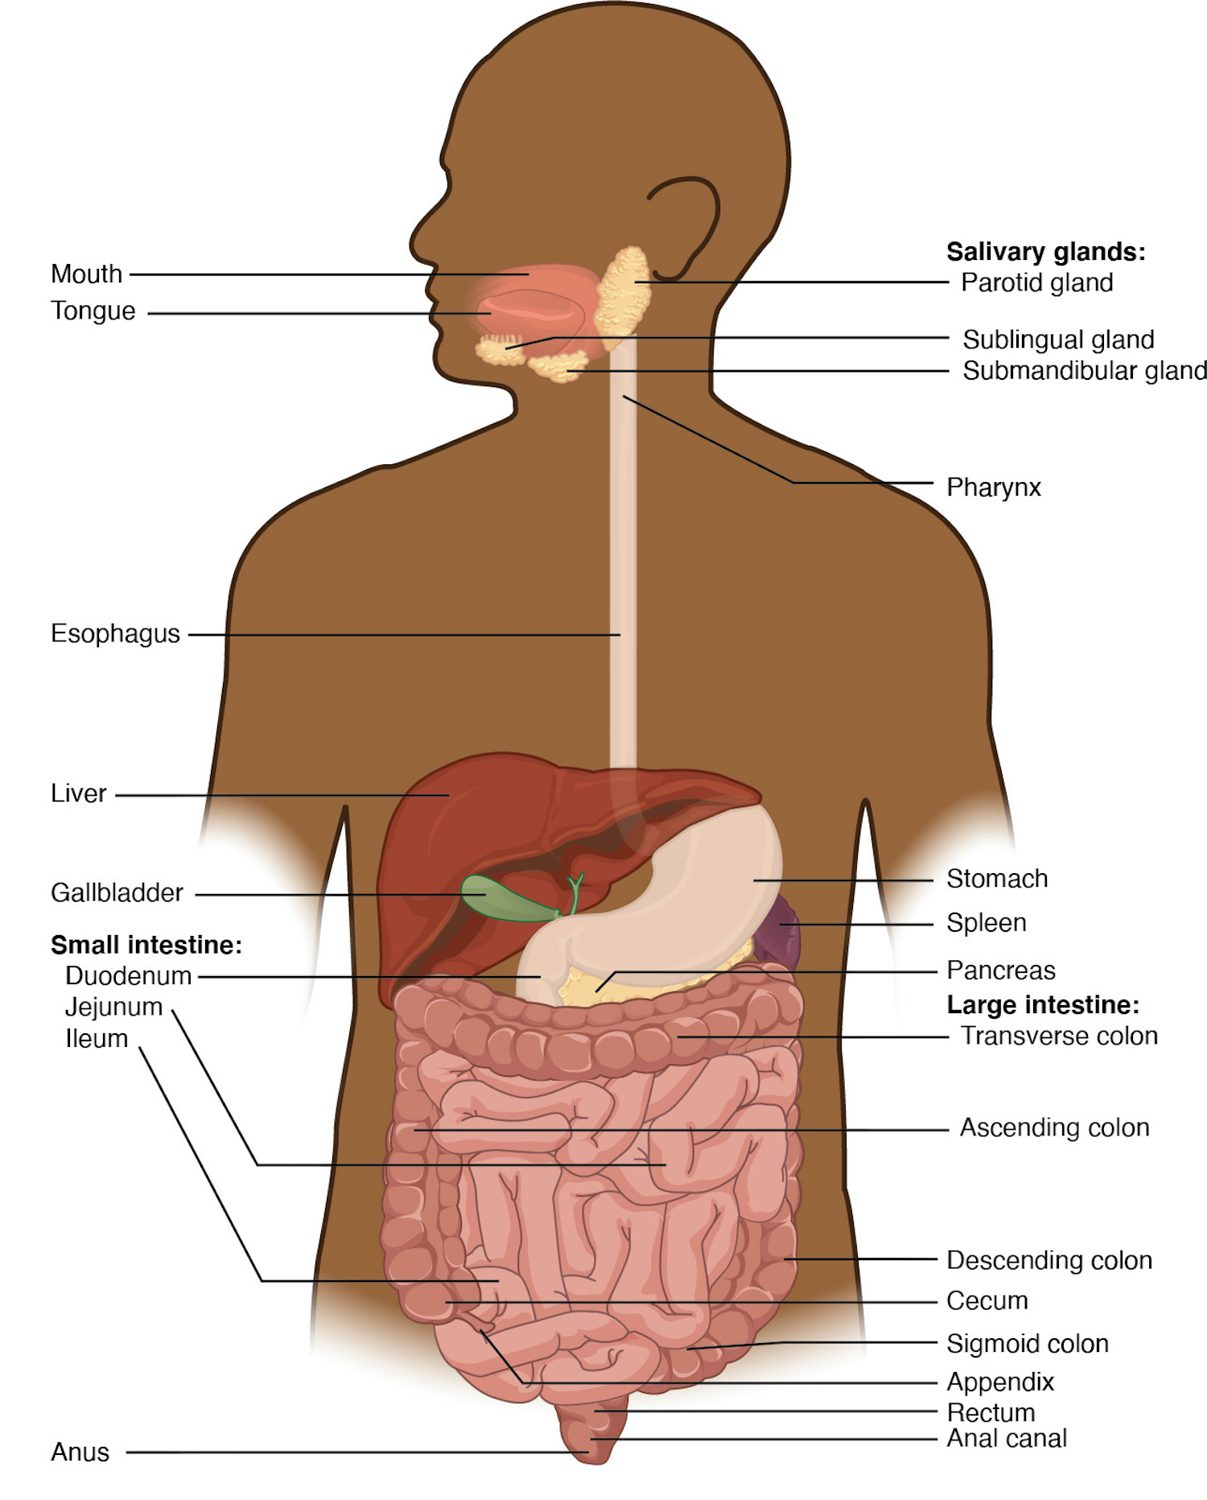 Mouth
Tongue
Esophagus
Liver
Gallbladder
Small intestine:
Duodenum
Jejunum
Ileum
Anus
Salivary glands:
Parotid gland
Sublingual gland
Submandibular gland
Pharynx
Stomach
Spleen
Pancreas
Large intestine:
Transverse colon
Ascending colon
Descending colon
Cecum
Sigmoid colon
Appendix
Rectum
Anal canal